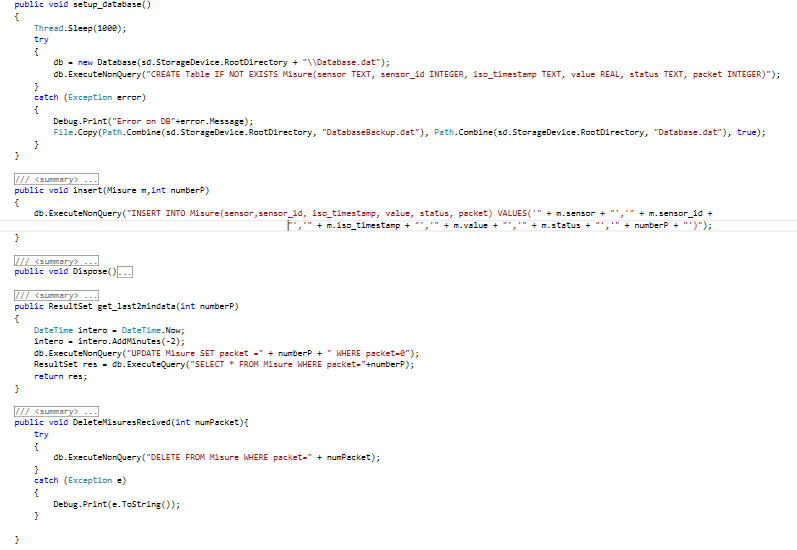 public void setup_database()
{
Thread.Sleep(1000);
try
{
db = new Database(sd.StorageDevice.RootDirectory + "\\Database.dat");
db.ExecuteNonQuery("CREATE Table IF NOT EXISTS Misure(sensor TEXT, sensor_id INTEGER, iso_timestamp TEXT, value REAL, status TEXT, packet INTEGER)");
}
catch (Exception error)
{
Debug.Print("Error on DB"+error.Message);
File.Copy(Path.Combine(sd.StorageDevice.RootDirectory, "DatabaseBackup.dat"), Path.Combine(sd.StorageDevice.RootDirectory, "Database.dat"), true);
}
}
/// <summary> ...
public void insert(Misure m,int numberP)
{
db.ExecuteNonQuery("INSERT INTO Misure(sensor,sensor_id, iso_timestamp, value, status, packet) VALUES('" + m.sensor + "','" + m.sensor_id +
"','" + m.iso_timestamp + "','" + m.value + "','" + m.status + "','" + numberP + "')");
}
/// <summary> ...
public void Dispose()...
/// <summary> ...
public ResultSet get_last2mindata(int numberP)
{
DateTime intero = DateTime.Now;
intero = intero.AddMinutes(-2);
db.ExecuteNonQuery("UPDATE Misure SET packet =" + numberP + " WHERE packet=0");
ResultSet res = db.ExecuteQuery("SELECT * FROM Misure WHERE packet="+numberP);
return res;
}
/// <summary> ...
public void DeleteMisuresRecived(int numPacket){
try
{
db.ExecuteNonQuery("DELETE FROM Misure WHERE packet=" + numPacket);
}
catch (Exception e)
{
Debug.Print(e.ToString());
}
}